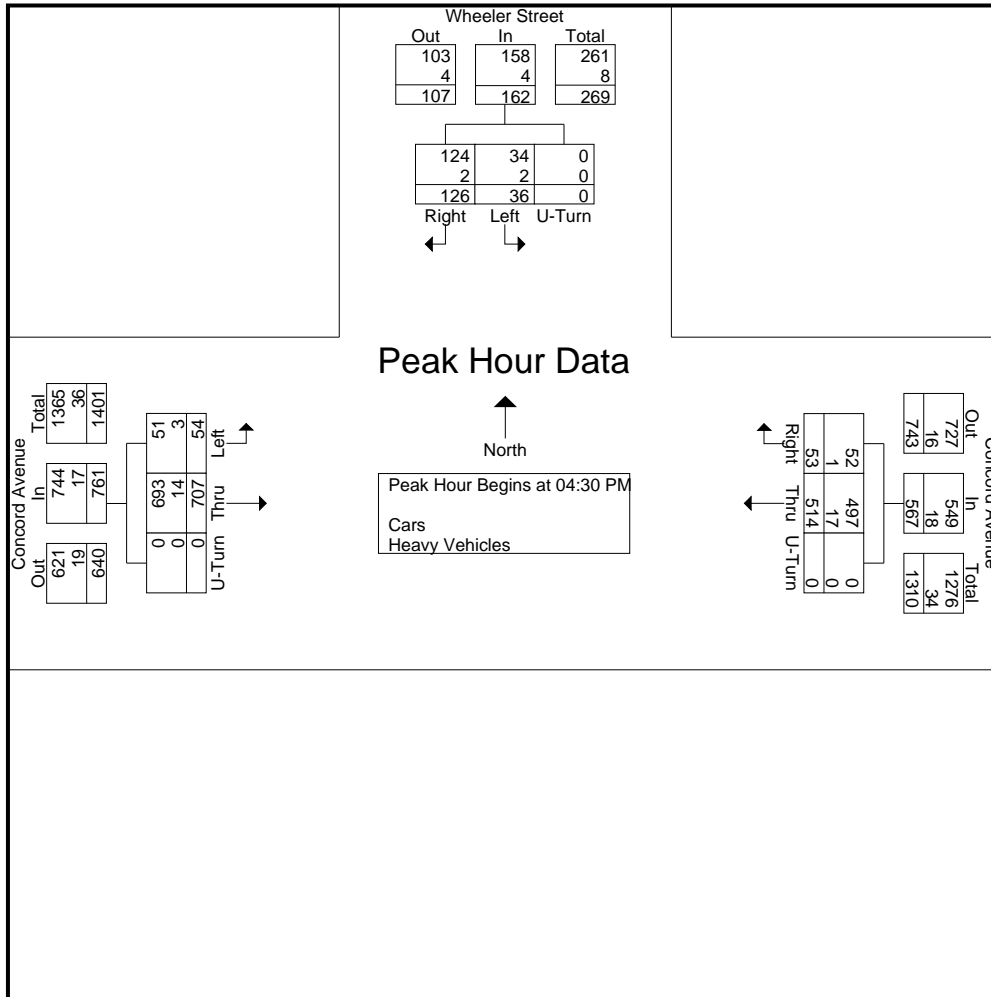 Wheeler Street
Out In Total
103 158 261
4 4 8
107 162 269
124 34 0
2 2 0
126 36 0
Right Left U-Turn
Peak Hour Data
North
Peak Hour Begins at 04:30 PM
Cars
Heavy Vehicles
Concord Avenue
Out In Total
621 744 1365
19 17 36
640 761 1401
U-Turn Thru Left
0 693 51
0 14 3
0 707 54
Concord Avenue
Out In Total
727 549 1276
16 18 34
743 567 1310
52 497 0
1 17 0
53 514 0
Right Thru U-Turn